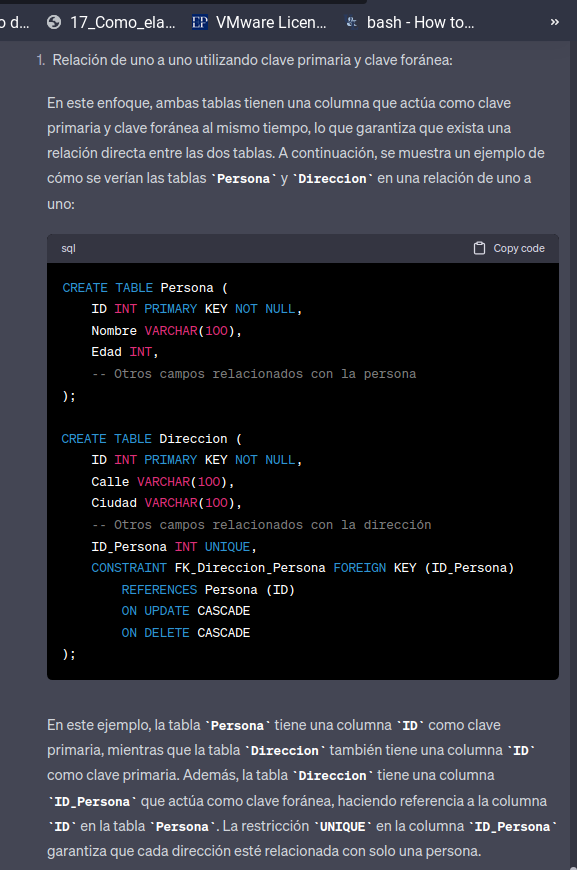 o d... 17_Como_ela... VMware Licen... bash - How to... »
1. Relación de uno a uno utilizando clave primaria y clave foránea:
En este enfoque, ambas tablas tienen una columna que actúa como clave
primaria y clave foránea al mismo tiempo, lo que garantiza que exista una
relación directa entre las dos tablas. A continuación, se muestra un ejemplo de
cómo se verían las tablas `Persona` y `Direccion` en una relación de uno a
uno:
sql Copy code
CREATE TABLE Persona (
    ID INT PRIMARY KEY NOT NULL,
    Nombre VARCHAR(100),
    Edad INT,
    -- Otros campos relacionados con la persona
);
CREATE TABLE Direccion (
    ID INT PRIMARY KEY NOT NULL,
    Calle VARCHAR(100),
    Ciudad VARCHAR(100),
    -- Otros campos relacionados con la dirección
    ID_Persona INT UNIQUE,
    CONSTRAINT FK_Direccion_Persona FOREIGN KEY (ID_Persona)
        REFERENCES Persona (ID)
        ON UPDATE CASCADE
        ON DELETE CASCADE
);
En este ejemplo, la tabla `Persona` tiene una columna `ID` como clave
primaria, mientras que la tabla `Direccion` también tiene una columna `ID`
como clave primaria. Además, la tabla `Direccion` tiene una columna
`ID_Persona` que actúa como clave foránea, haciendo referencia a la columna
`ID` en la tabla `Persona`. La restricción `UNIQUE` en la columna `ID_Persona`
garantiza que cada dirección esté relacionada con solo una persona.